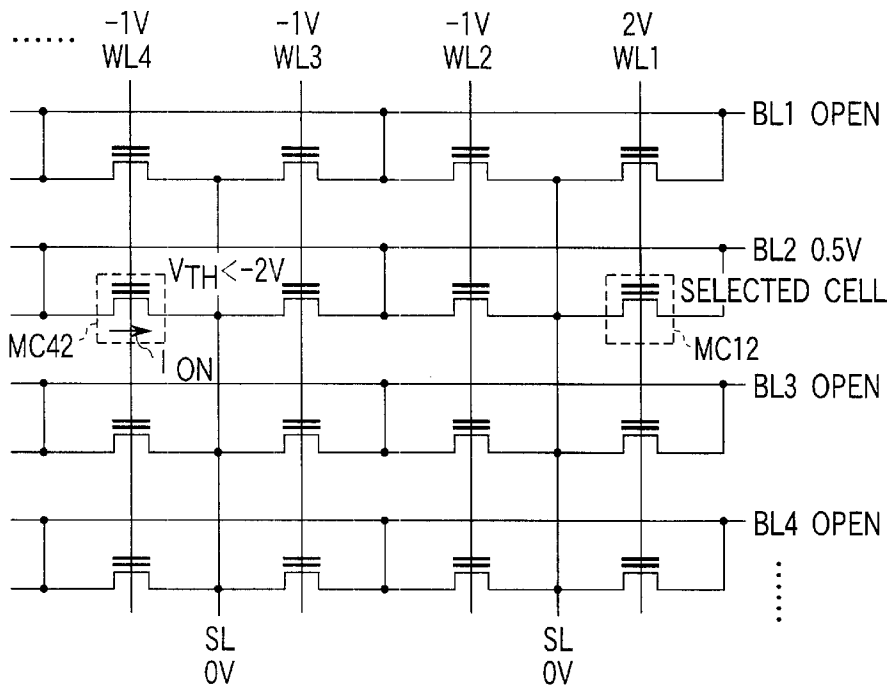 ...... -1V -1V -1V 2V
WL4 WL3 WL2 WL1
BL1 OPEN
BL2 0.5V
VTH<-2V
SELECTED CELL
MC42
ION
MC12
BL3 OPEN
BL4 OPEN
......
SL SL
0V 0V